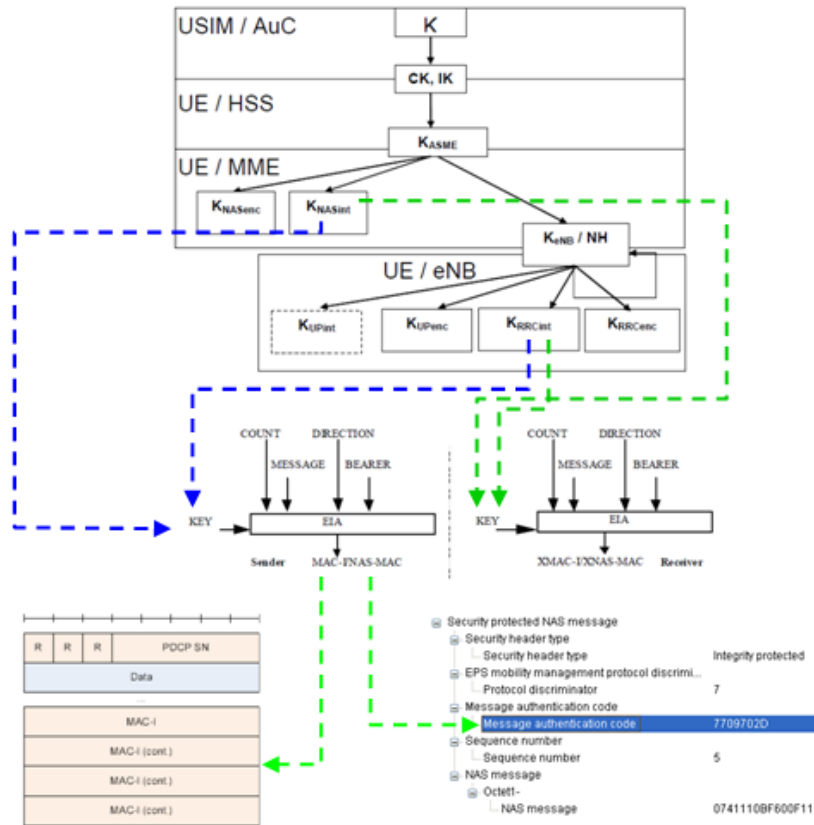 USIM / AuC
K
CK, IK
UE / HSS
KASME
UE / MME
KNASenc
KNASint
KeNB / NH
UE / eNB
KUPint
KUPenc
KRRCint
KRRCenc
COUNT
DIRECTION
MESSAGE
BEARER
KEY
EIA
Sender
MAC-I/NAS-MAC
COUNT
DIRECTION
MESSAGE
BEARER
KEY
EIA
XMAC-I/XNAS-MAC
Receiver
R R R PDCP SN
Data
...
MAC-I
MAC-I (cont.)
MAC-I (cont.)
MAC-I (cont.)
Security protected NAS message
Security header type
Security header type Integrity protected
EPS mobility management protocol discrimi...
Protocol discriminator 7
Message authentication code
Message authentication code 7709702D
Sequence number
Sequence number 5
NAS message
Octett1-
NAS message 0741110BF600F11